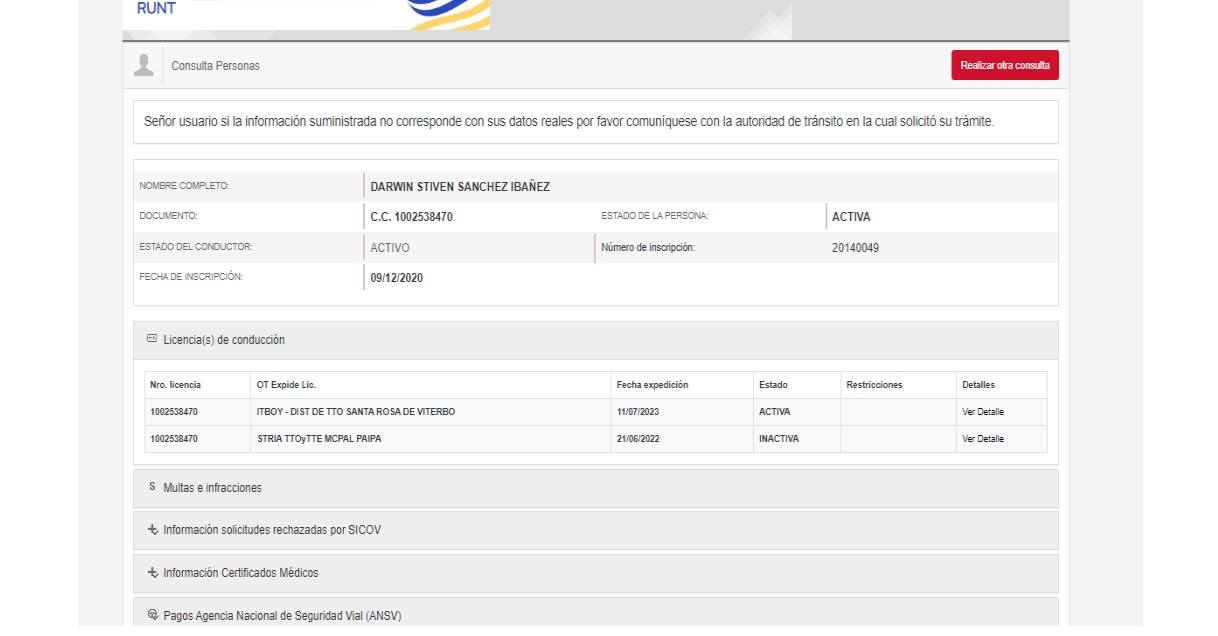 RUNT
Consulta Personas
Realizar otra consulta
Señor usuario si la información suministrada no corresponde con sus datos reales por favor comuníquese con la autoridad de tránsito en la cual solicitó su trámite.
NOMBRE COMPLETO: DARWIN STIVEN SANCHEZ IBAÑEZ
DOCUMENTO: C.C. 1002538470 ESTADO DE LA PERSONA: ACTIVA
ESTADO DEL CONDUCTOR: ACTIVO Número de inscripción: 20140049
FECHA DE INSCRIPCIÓN: 09/12/2020
Licencia(s) de conducción
Nro. licencia OT Expide Lic. Fecha expedición Estado Restricciones Detalles
1002538470 ITBOY - DIST DE TTO SANTA ROSA DE VITERBO 11/07/2023 ACTIVA Ver Detalle
1002538470 STRIA TTOyTTE MCPAL PAIPA 21/06/2022 INACTIVA Ver Detalle
S Multas e infracciones
Información solicitudes rechazadas por SICOV
Información Certificados Médicos
Pagos Agencia Nacional de Seguridad Vial (ANSV)